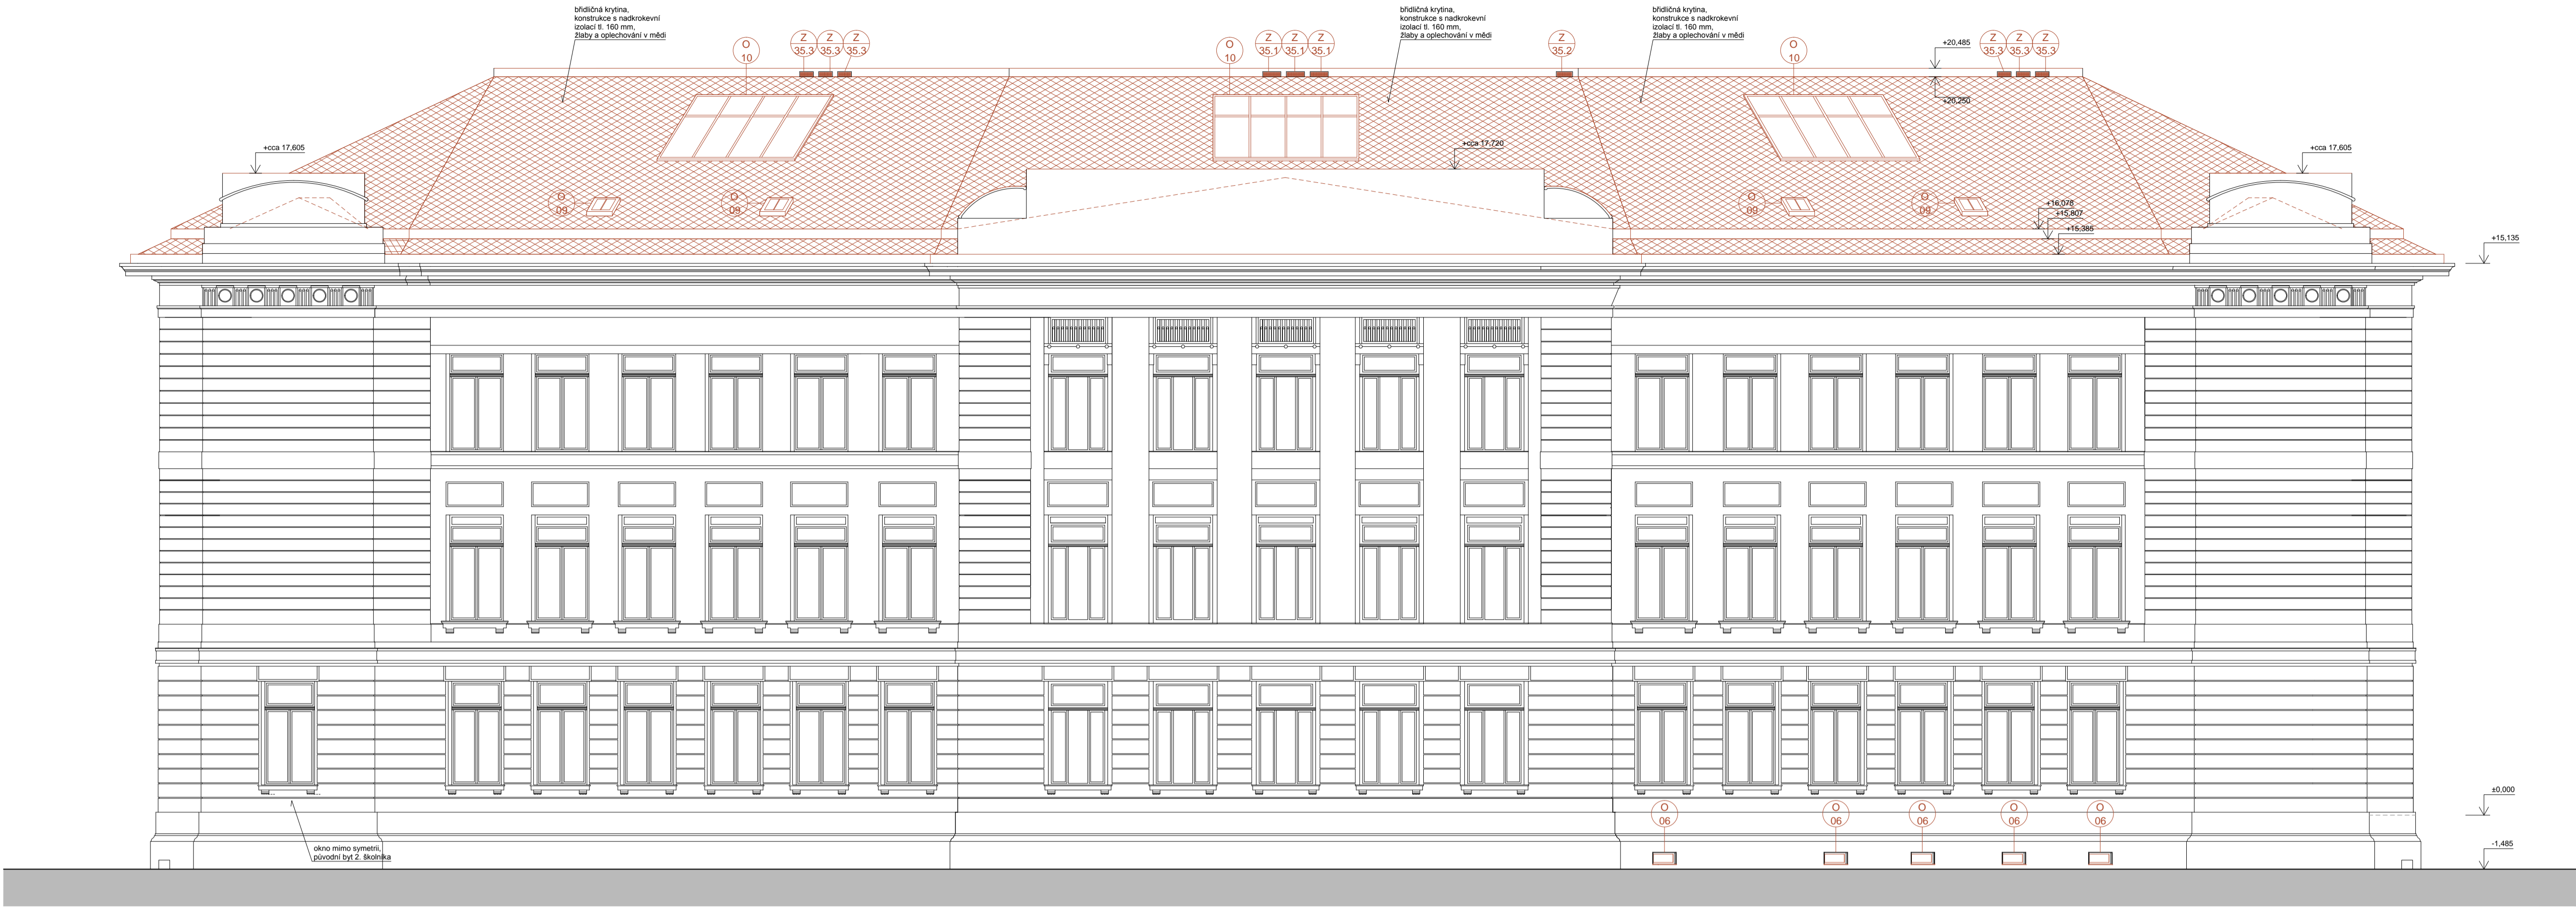 břidličná krytina,
konstrukce s nadkrokevní
izolací tl. 160 mm,
žlaby a oplechování v mědi
břidličná krytina,
konstrukce s nadkrokevní
izolací tl. 160 mm,
žlaby a oplechování v mědi
břidličná krytina,
konstrukce s nadkrokevní
izolací tl. 160 mm,
žlaby a oplechování v mědi
O
10
Z
35.3
Z
35.3
Z
35.3
O
10
Z
35.1
Z
35.1
Z
35.1
Z
35.2
O
10
+20,485
Z
35.3
Z
35.3
Z
35.3
+20,250
+cca 17,605
+cca 17,720
+cca 17,605
O
09
O
09
O
09
O
09
+16,078
+15,807
+15,385
+15,135
±0,000
O
06
O
06
O
06
O
06
O
06
okno mimo symetrii,
původní byt 2. školníka
-1,485